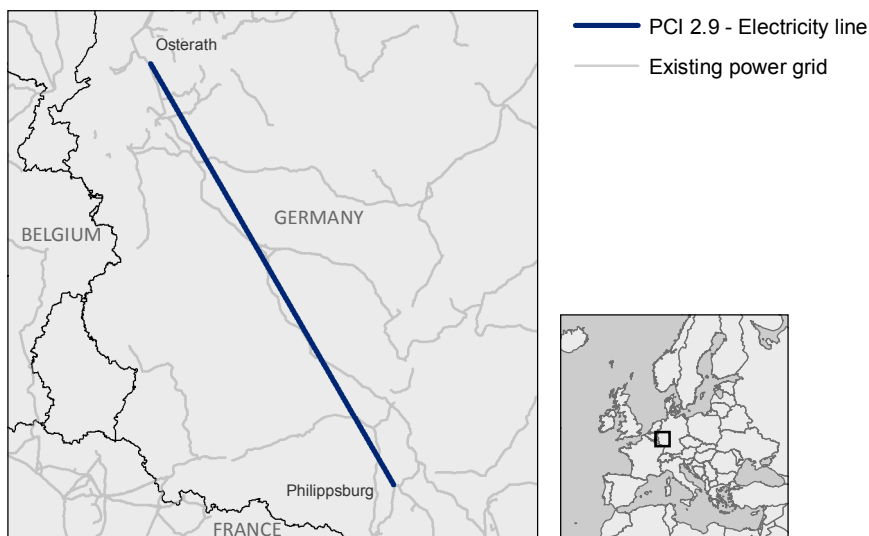 Osterath
GERMANY
BELGIUM
Philippsburg
FRANCE
PCI 2.9 - Electricity line
Existing power grid